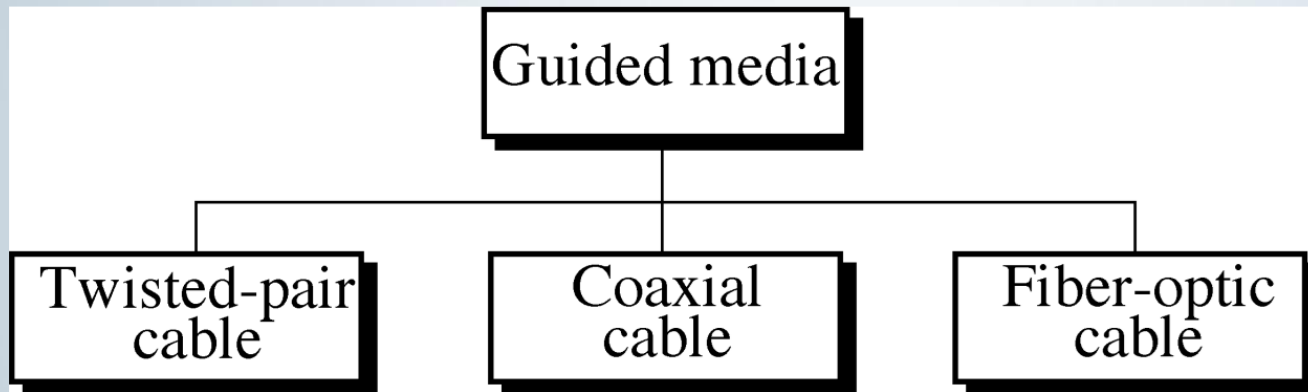 Guided media
Twisted-pair
cable
Coaxial
cable
Fiber-optic
cable